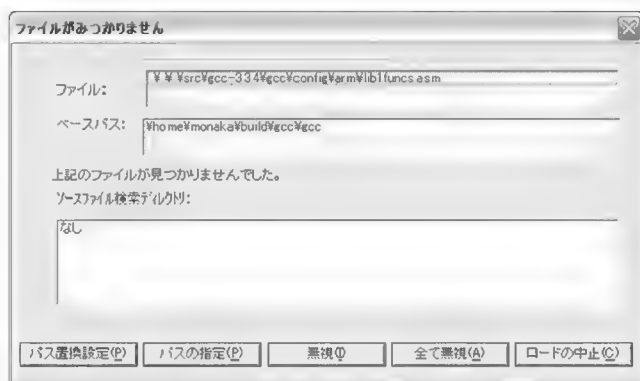 ファイルがみつかりません
ファイル:
¥ ¥ ¥src¥gcc-334¥gcc¥config¥arm¥lib1funcs asm
ベースパス:
¥home¥monaka¥build¥gcc¥gcc
上記のファイルが見つかりませんでした。
ソースファイル検索ディレクトリ:
なし
パス置換設定(P)
パスの指定(P)
無視(I)
全て無視(A)
ロードの中止(C)